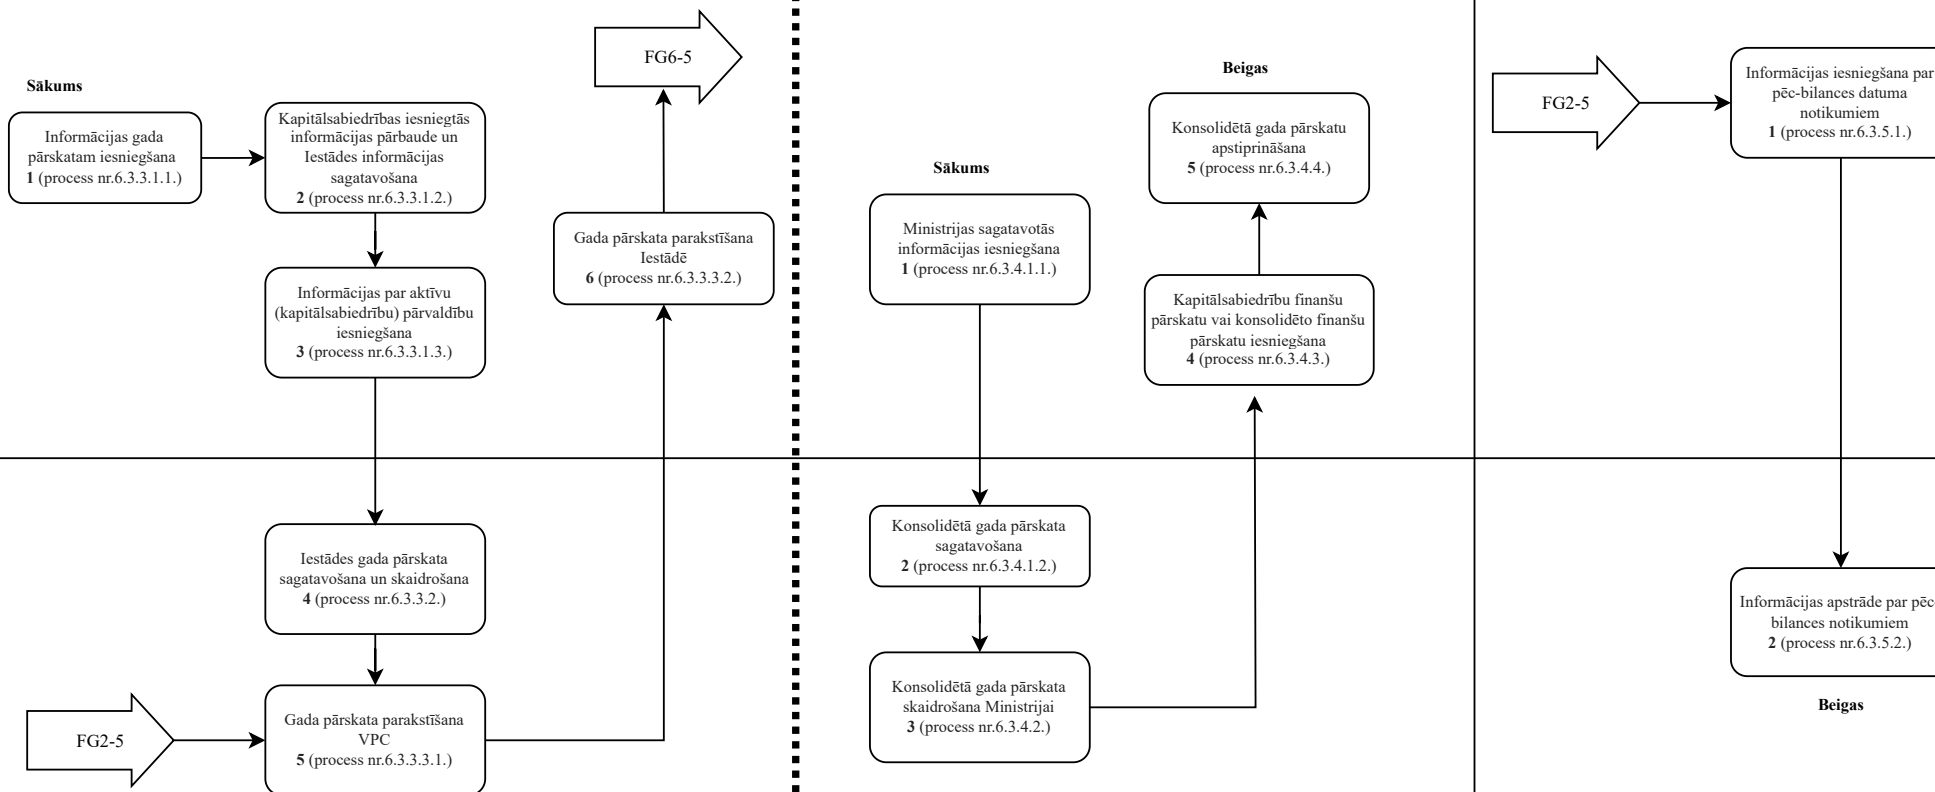 Sākums
Informācijas gada
pārskatam iesniegšana
1 (process nr.6.3.3.1.1.)
Kapitālsabiedrības iesniegtās
informācijas pārbaude un
Iestādes informācijas
sagatavošana
2 (process nr.6.3.3.1.2.)
Informācijas par aktīvu
(kapitālsabiedrību) pārvaldību
iesniegšana
3 (process nr.6.3.3.1.3.)
Iestādes gada pārskata
sagatavošana un skaidrošana
4 (process nr.6.3.3.2.)
FG2-5
Gada pārskata parakstīšana
VPC
5 (process nr.6.3.3.3.1.)
Gada pārskata parakstīšana
Iestādē
6 (process nr.6.3.3.3.2.)
FG6-5
Sākums
Ministrijas sagatavotās
informācijas iesniegšana
1 (process nr.6.3.4.1.1.)
Konsolidētā gada pārskata
sagatavošana
2 (process nr.6.3.4.1.2.)
Konsolidētā gada pārskata
skaidrošana Ministrijai
3 (process nr.6.3.4.2.)
Kapitālsabiedrību finanšu
pārskatu vai konsolidēto finanšu
pārskatu iesniegšana
4 (process nr.6.3.4.3.)
Beigas
Konsolidētā gada pārskatu
apstiprināšana
5 (process nr.6.3.4.4.)
FG2-5
Informācijas iesniegšana par
pēc-bilances datuma
notikumiem
1 (process nr.6.3.5.1.)
Informācijas apstrāde par pēc-
bilances notikumiem
2 (process nr.6.3.5.2.)
Beigas